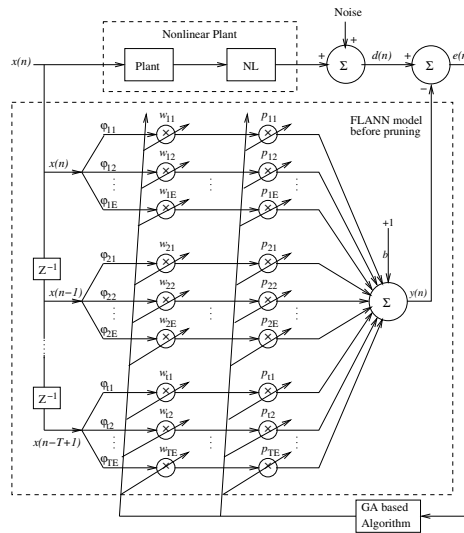 Nonlinear Plant
Noise
x(n)
Plant
NL
+
+
Σ
d(n)
+
Σ
e(n)
−
FLANN model
before pruning
φ11
w11
p11
x(n)
φ12
w12
p12
φ1E
w1E
p1E
Z-1
x(n-1)
φ21
w21
p21
φ22
w22
p22
φ2E
w2E
p2E
+1
b
Σ
y(n)
Z-1
x(n-T+1)
φt1
wt1
pt1
φt2
wt2
pt2
φTE
wTE
pTE
GA based
Algorithm